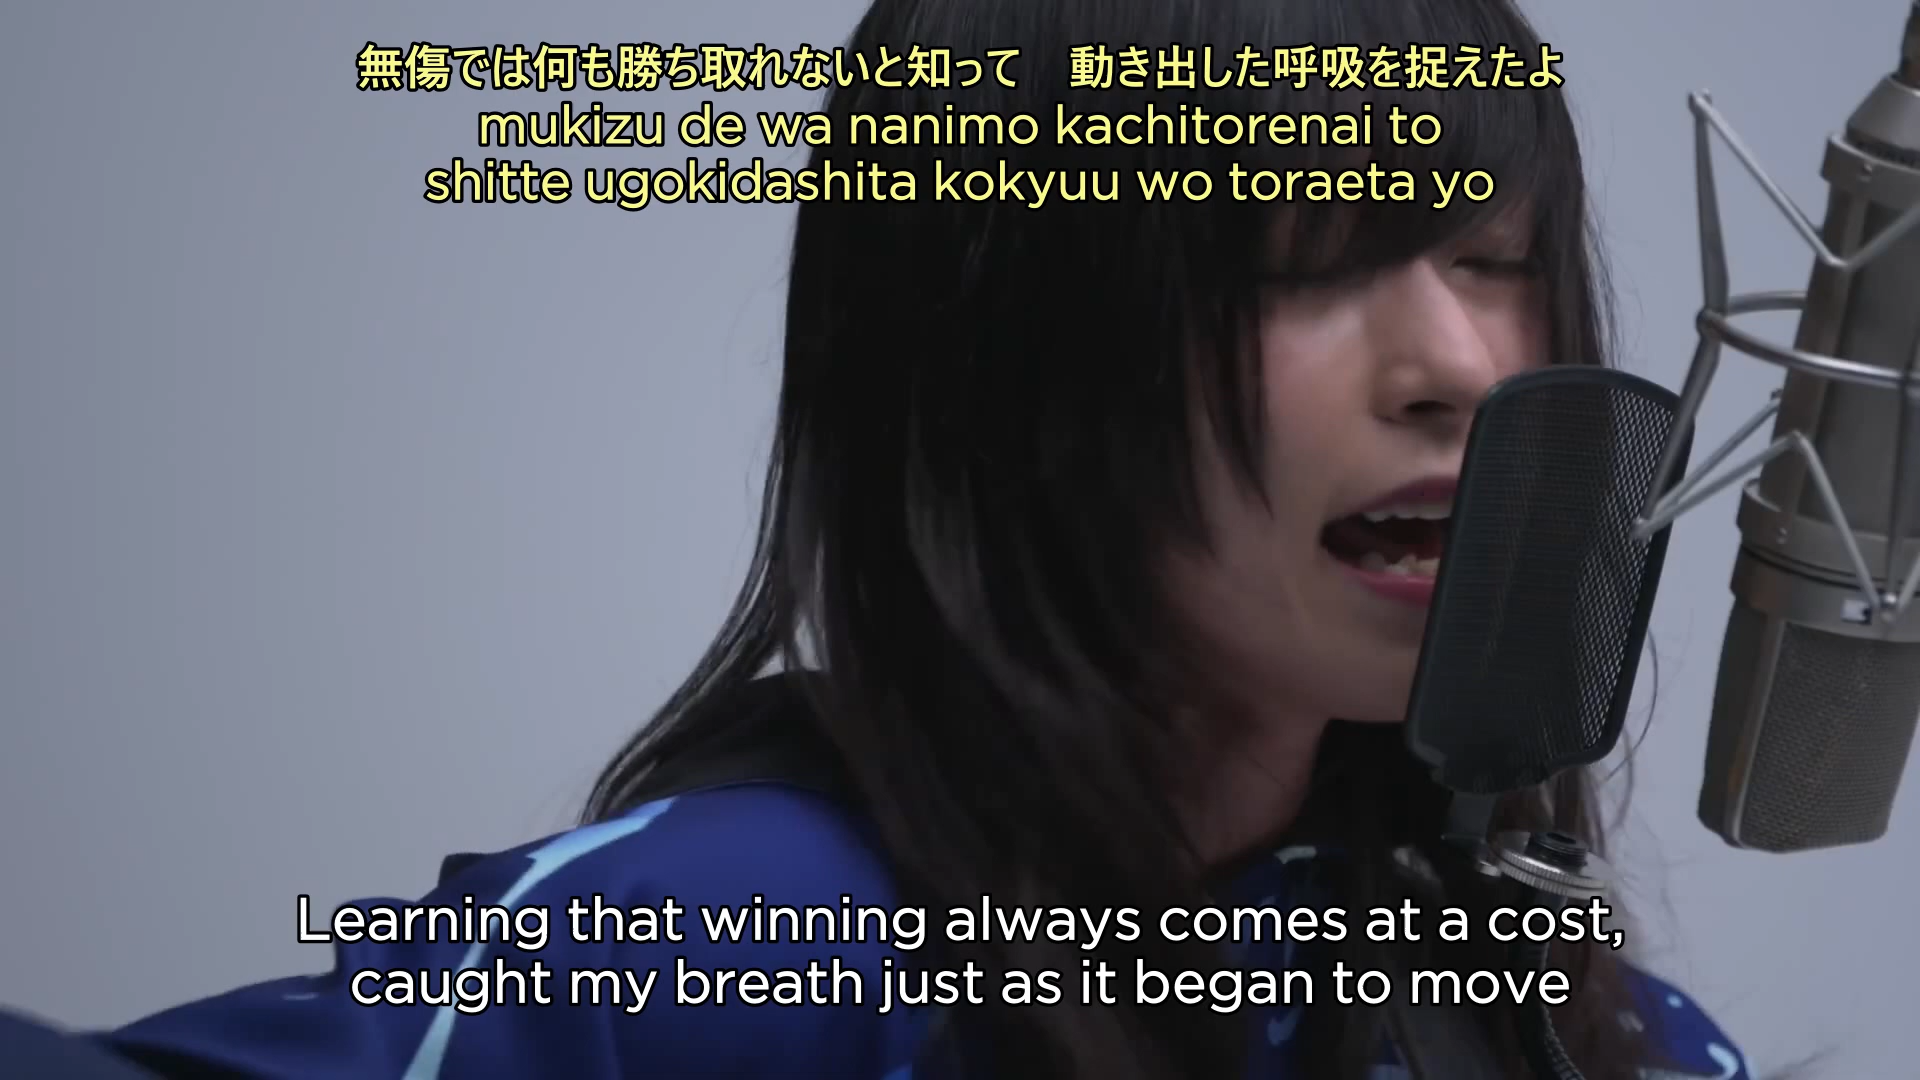 無傷では何も勝ち取れないと知って　動き出した呼吸を捉えたよ
mukizu de wa nanimo kachitorenai to
shitte ugokidashita kokyuu wo toraeta yo
Learning that winning always comes at a cost,
caught my breath just as it began to move